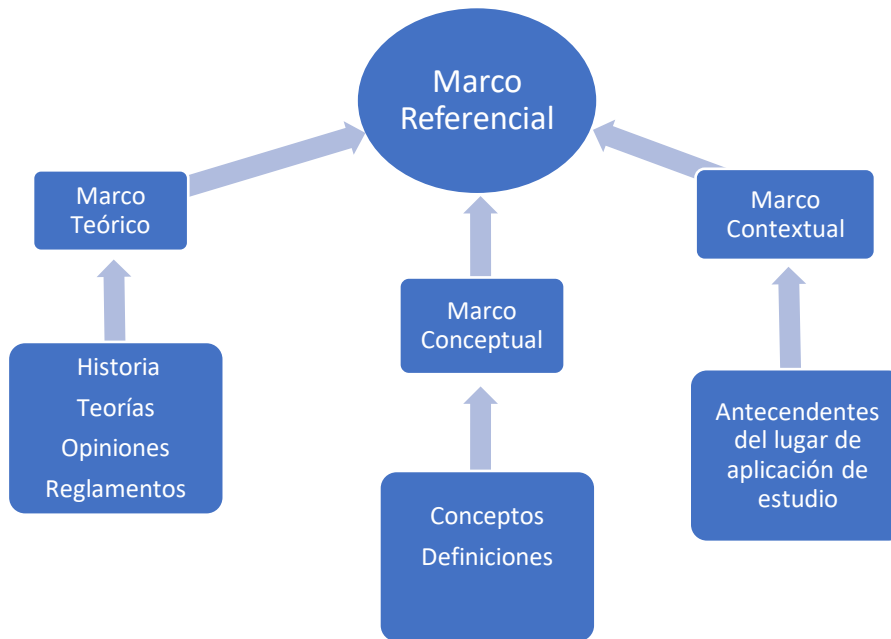 Marco
Referencial
Marco
Teórico
Marco
Contextual
Marco
Conceptual
Historia
Teorías
Opiniones
Reglamentos
Antecendentes
del lugar de
aplicación de
estudio
Conceptos
Definiciones